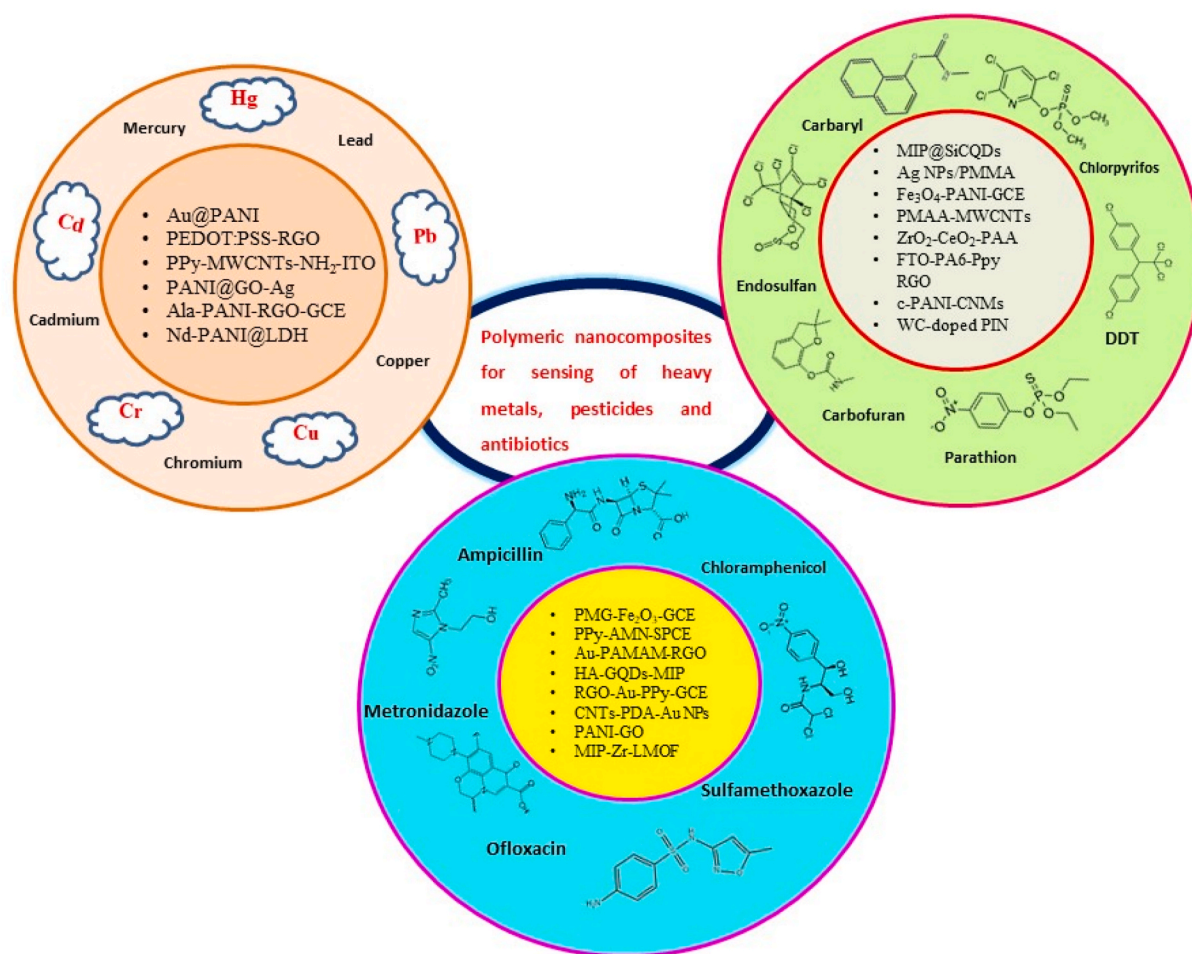 Hg
Mercury
Lead
Cd
Pb
• Au@PANI
• PEDOT:PSS-RGO
• PPy-MWCNTs-NH₂-ITO
• PANI@GO-Ag
• Ala-PANI-RGO-GCE
• Nd-PANI@LDH
Cadmium
Copper
Cr
Cu
Chromium
Polymeric nanocomposites
for sensing of heavy
metals, pesticides and
antibiotics
Carbaryl
Chlorpyrifos
• MIP@SiCQDs
• Ag NPs/PMMA
• Fe₃O₄-PANI-GCE
• PMAA-MWCNTs
• ZrO₂-CeO₂-PAA
• FTO-PA6-Ppy
RGO
• c-PANI-CNMs
• WC-doped PIN
Endosulfan
DDT
Carbofuran
Parathion
Ampicillin
Chloramphenicol
• PMG-Fe₂O₃-GCE
• PPy-AMN-SPCE
• Au-PAMAM-RGO
• HA-GQDs-MIP
• RGO-Au-PPy-GCE
• CNTs-PDA-Au NPs
• PANI-GO
• MIP-Zr-LMOF
Metronidazole
Sulfamethoxazole
Ofloxacin